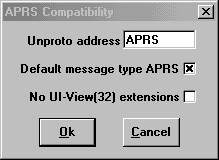 APRS Compatibility
Unproto address APRS
Default message type APRS
No UI-View(32) extensions
Ok Cancel